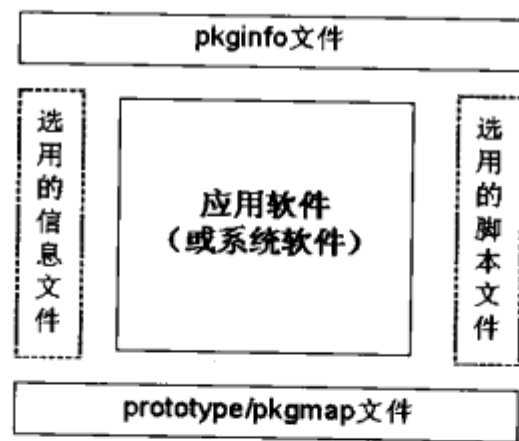 pkginfo文件
选用的信息文件
应用软件
（或系统软件）
选用的脚本文件
prototype/pkgmap文件